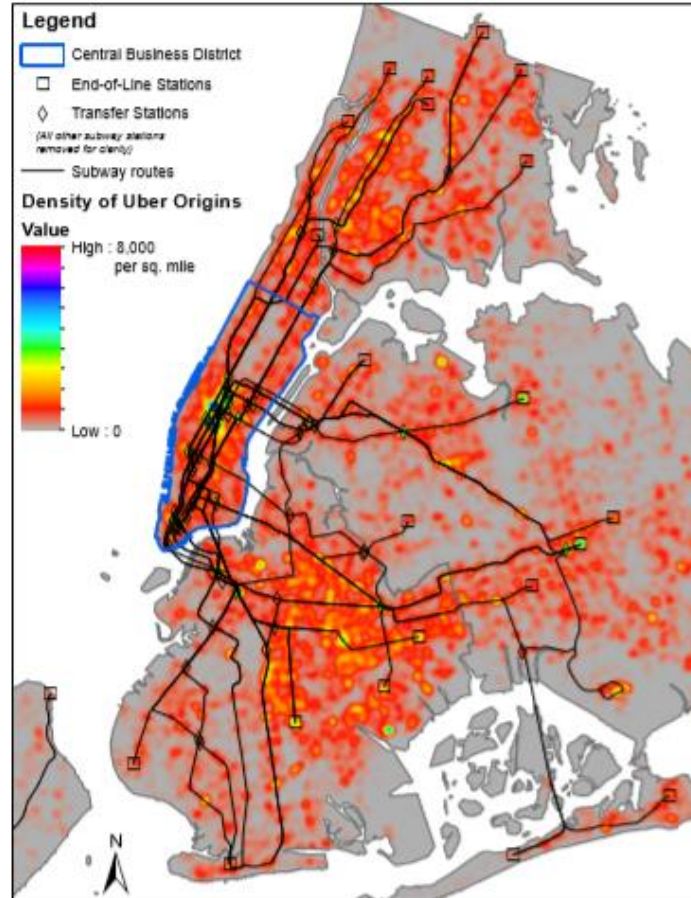 Legend
Central Business District
End-of-Line Stations
Transfer Stations
(All other subway stations
removed for clarity)
Subway routes
Density of Uber Origins
Value
High : 8,000
per sq. mile
Low : 0
N